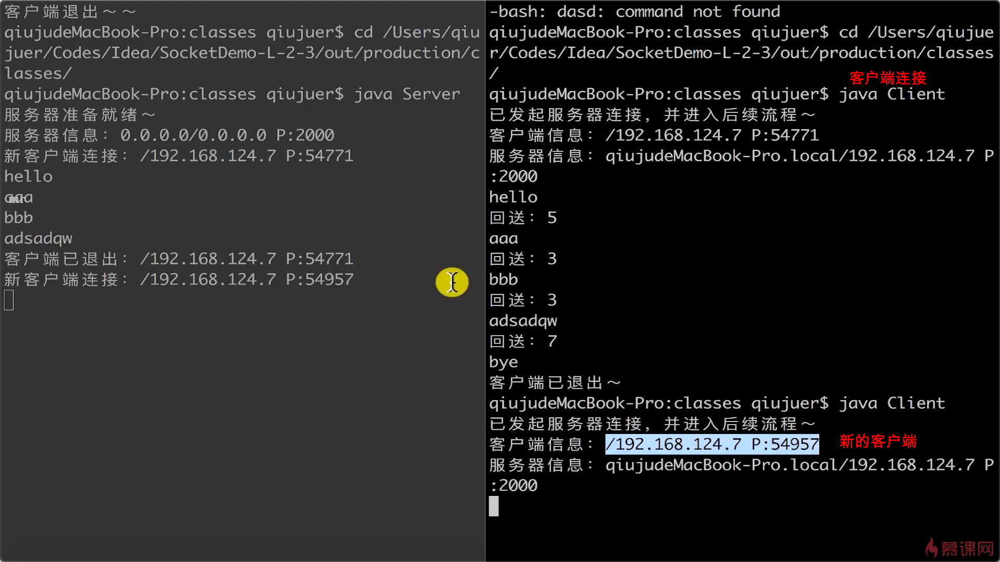 客户端退出～～
qiujudeMacBook-Pro:classes qiujuer$ cd /Users/qiu
juer/Codes/Idea/SocketDemo-L-2-3/out/production/c
lasses/
qiujudeMacBook-Pro:classes qiujuer$ java Server
服务器准备就绪～
服务器信息：0.0.0.0/0.0.0.0 P:2000
新客户端连接：/192.168.124.7 P:54771
hello
aaa
bbb
adsadqw
客户端已退出：/192.168.124.7 P:54771
新客户端连接：/192.168.124.7 P:54957
-bash: dasd: command not found
qiujudeMacBook-Pro:classes qiujuer$ cd /Users/qiujue
r/Codes/Idea/SocketDemo-L-2-3/out/production/classes
/
客户端连接
qiujudeMacBook-Pro:classes qiujuer$ java Client
已发起服务器连接，并进入后续流程～
客户端信息：/192.168.124.7 P:54771
服务器信息：qiujudeMacBook-Pro.local/192.168.124.7 P
:2000
hello
回送：5
aaa
回送：3
bbb
回送：3
adsadqw
回送：7
bye
客户端已退出～
qiujudeMacBook-Pro:classes qiujuer$ java Client
已发起服务器连接，并进入后续流程～
客户端信息：/192.168.124.7 P:54957 新的客户端
服务器信息：qiujudeMacBook-Pro.local/192.168.124.7 P
:2000
慕课网